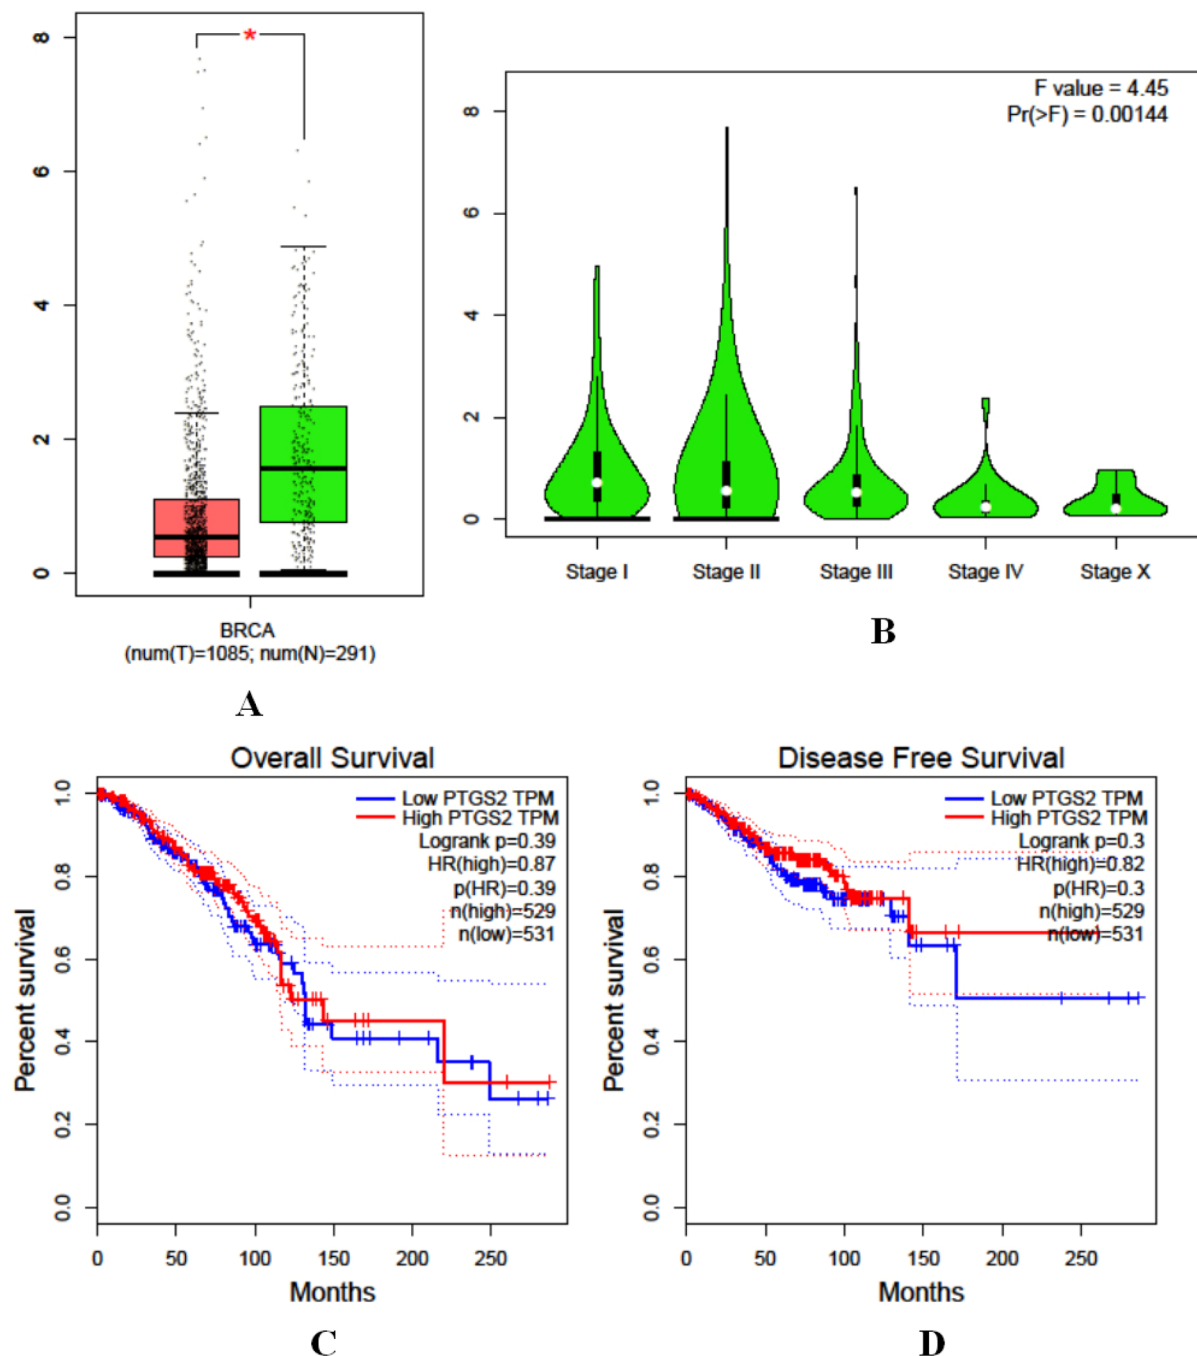 *
8
6
4
2
0
BRCA
(num(T)=1085; num(N)=291)
A
F value = 4.45
Pr(>F) = 0.00144
8
6
4
2
0
Stage I Stage II Stage III Stage IV Stage X
B
Overall Survival
Low PTGS2 TPM
High PTGS2 TPM
Logrank p=0.39
HR(high)=0.87
p(HR)=0.39
n(high)=529
n(low)=531
Percent survival
1.0
0.8
0.6
0.4
0.2
0.0
0 50 100 150 200 250
Months
C
Disease Free Survival
Low PTGS2 TPM
High PTGS2 TPM
Logrank p=0.3
HR(high)=0.82
p(HR)=0.3
n(high)=529
n(low)=531
Percent survival
1.0
0.8
0.6
0.4
0.2
0.0
0 50 100 150 200 250
Months
D